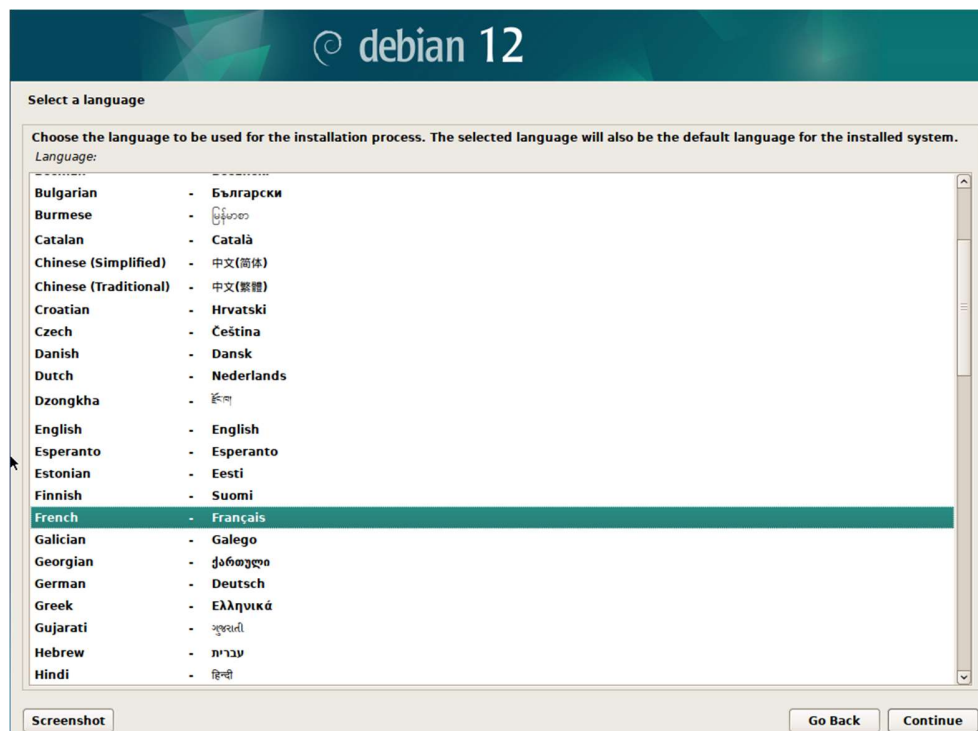 debian 12
Select a language
Choose the language to be used for the installation process. The selected language will also be the default language for the installed system.
Language:
Bulgarian - Български
Burmese - မြန်မာစာ
Catalan - Català
Chinese (Simplified) - 中文(简体)
Chinese (Traditional) - 中文(繁體)
Croatian - Hrvatski
Czech - Čeština
Danish - Dansk
Dutch - Nederlands
Dzongkha - རྫོང་ཁ།
English - English
Esperanto - Esperanto
Estonian - Eesti
Finnish - Suomi
French - Français
Galician - Galego
Georgian - ქართული
German - Deutsch
Greek - Ελληνικά
Gujarati - ગુજરાતી
Hebrew - עברית
Hindi - हिन्दी
Screenshot Go Back Continue